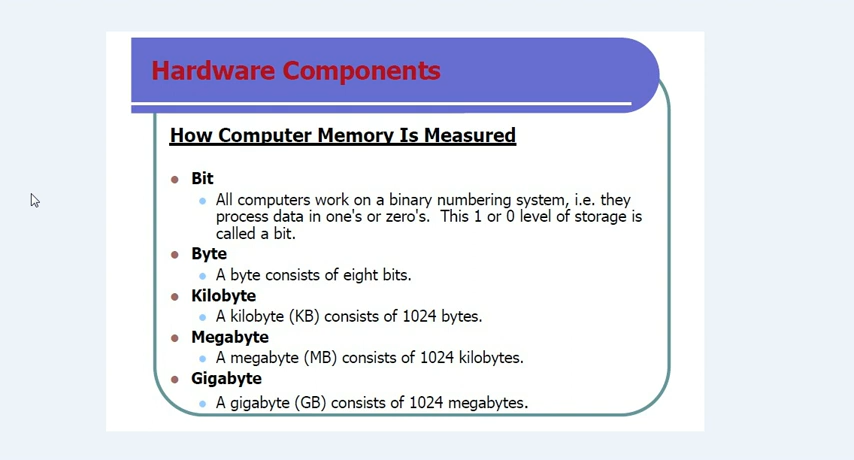 Hardware Components
How Computer Memory Is Measured
Bit
All computers work on a binary numbering system, i.e. they
process data in one's or zero's.  This 1 or 0 level of storage is
called a bit.
Byte
A byte consists of eight bits.
Kilobyte
A kilobyte (KB) consists of 1024 bytes.
Megabyte
A megabyte (MB) consists of 1024 kilobytes.
Gigabyte
A gigabyte (GB) consists of 1024 megabytes.